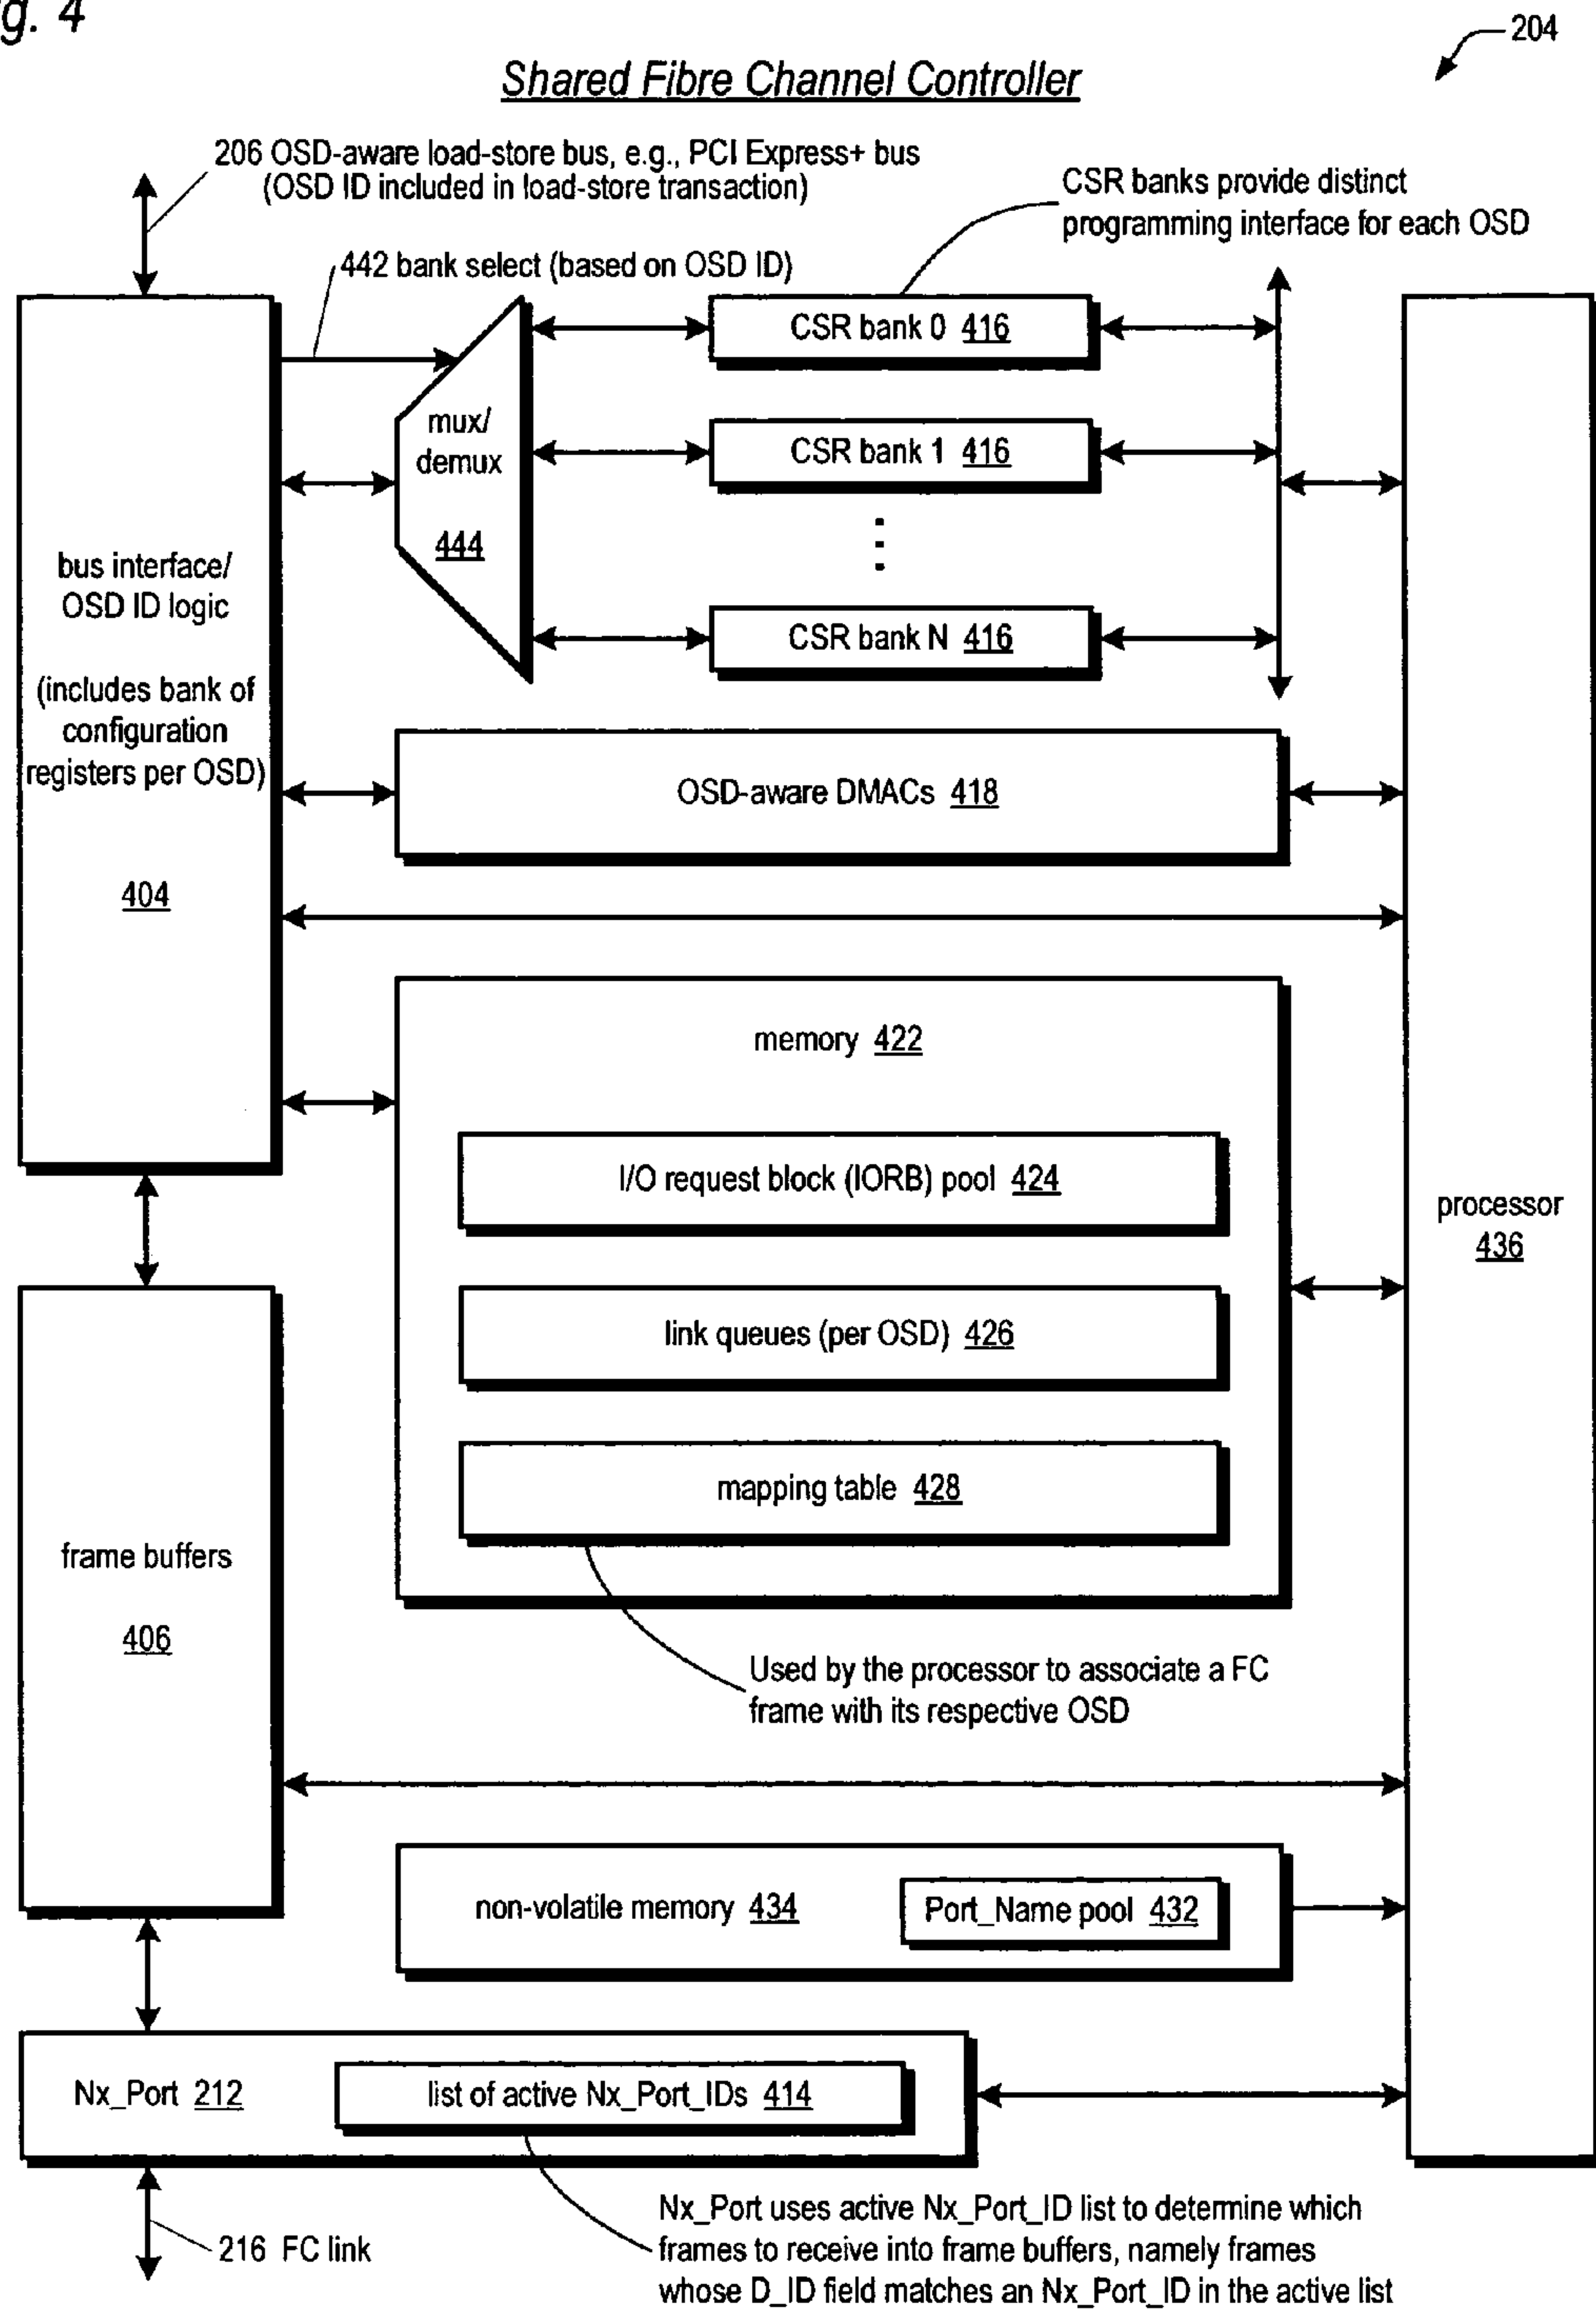 g. 4
204
Shared Fibre Channel Controller
206 OSD-aware load-store bus, e.g., PCI Express+ bus
(OSD ID included in load-store transaction)
CSR banks provide distinct
programming interface for each OSD
442 bank select (based on OSD ID)
CSR bank 0 416
mux/
demux
444
CSR bank 1 416
bus interface/
OSD ID logic
CSR bank N 416
(includes bank of
configuration
registers per OSD)
OSD-aware DMACs 418
404
memory 422
I/O request block (IORB) pool 424
processor
436
link queues (per OSD) 426
mapping table 428
frame buffers
406
Used by the processor to associate a FC
frame with its respective OSD
non-volatile memory 434
Port_Name pool 432
Nx_Port 212
list of active Nx_Port_IDs 414
Nx_Port uses active Nx_Port_ID list to determine which
frames to receive into frame buffers, namely frames
whose D_ID field matches an Nx_Port_ID in the active list
216 FC link